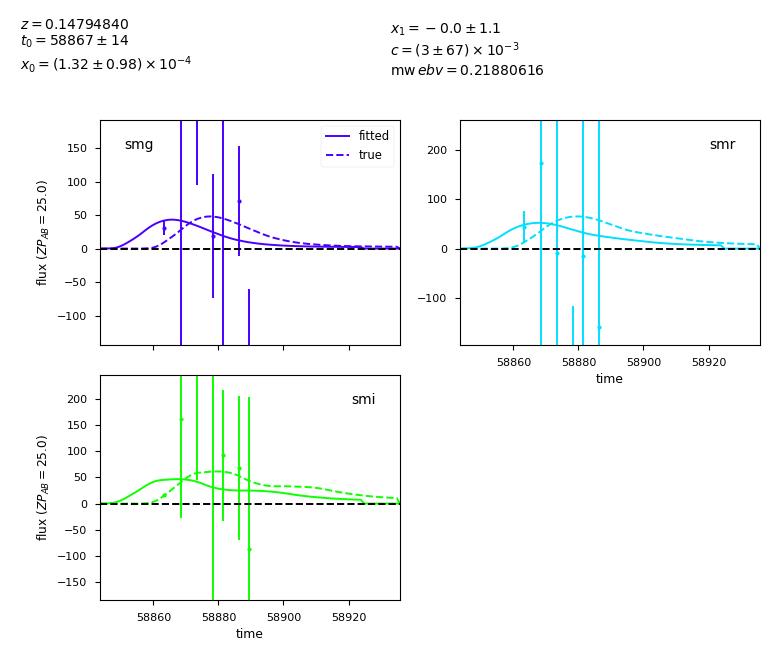 z = 0.14794840
t₀ = 58867 ± 14
x₀ = (1.32 ± 0.98) × 10⁻⁴
x₁ = −0.0 ± 1.1
c = (3 ± 67) × 10⁻³
mw ebv = 0.21880616
smg
fitted
true
150
100
50
0
−50
−100
flux (ZP_AB = 25.0)
smr
200
100
0
−100
58860 58880 58900 58920
time
smi
200
150
100
50
0
−50
−100
−150
flux (ZP_AB = 25.0)
58860 58880 58900 58920
time